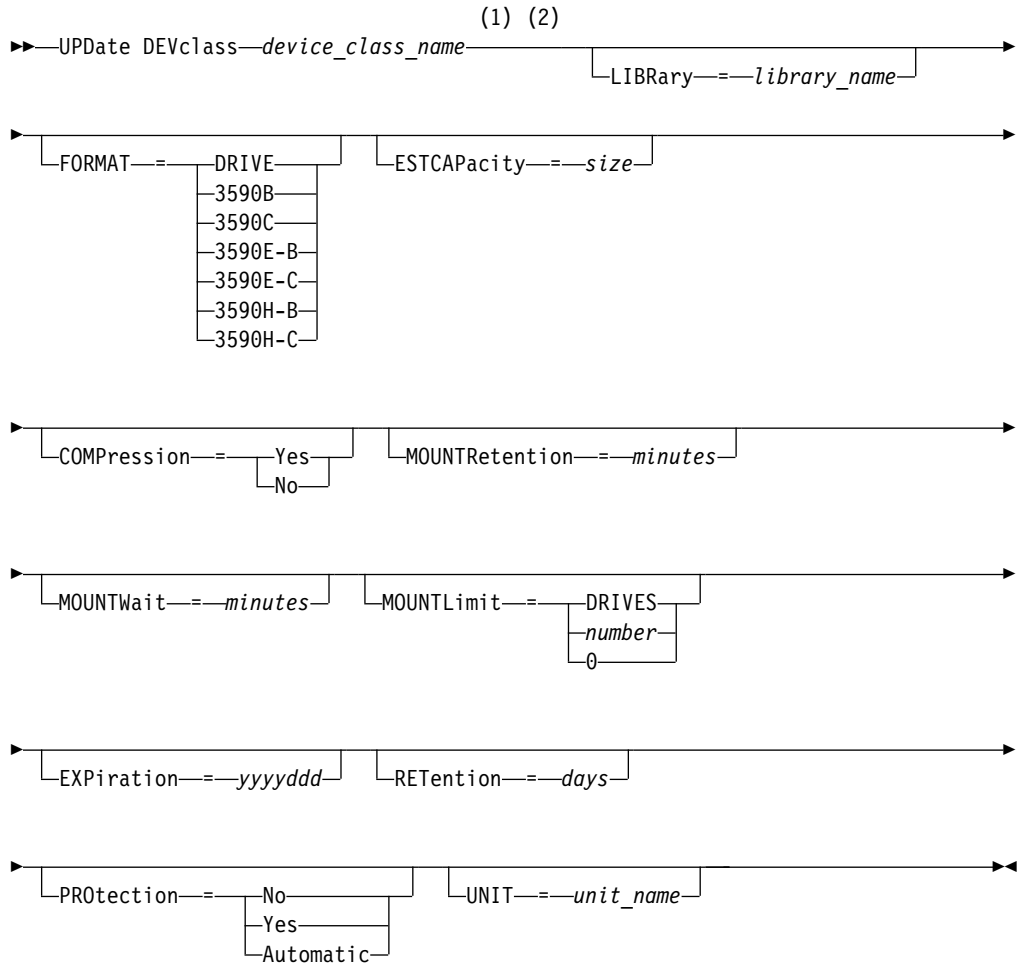 (1) (2)
►►—UPDate DEVclass—device_class_name—►
LIBRary—=—library_name
FORMAT—=—DRIVE
3590B
3590C
3590E-B
3590E-C
3590H-B
3590H-C
ESTCAPacity—=—size
COMPression—=—Yes
No
MOUNTRetention—=—minutes
MOUNTWait—=—minutes
MOUNTLimit—=—DRIVES
number
0
EXPiration—=—yyyyddd
RETention—=—days
PROtection—=—No
Yes
Automatic
UNIT—=—unit_name